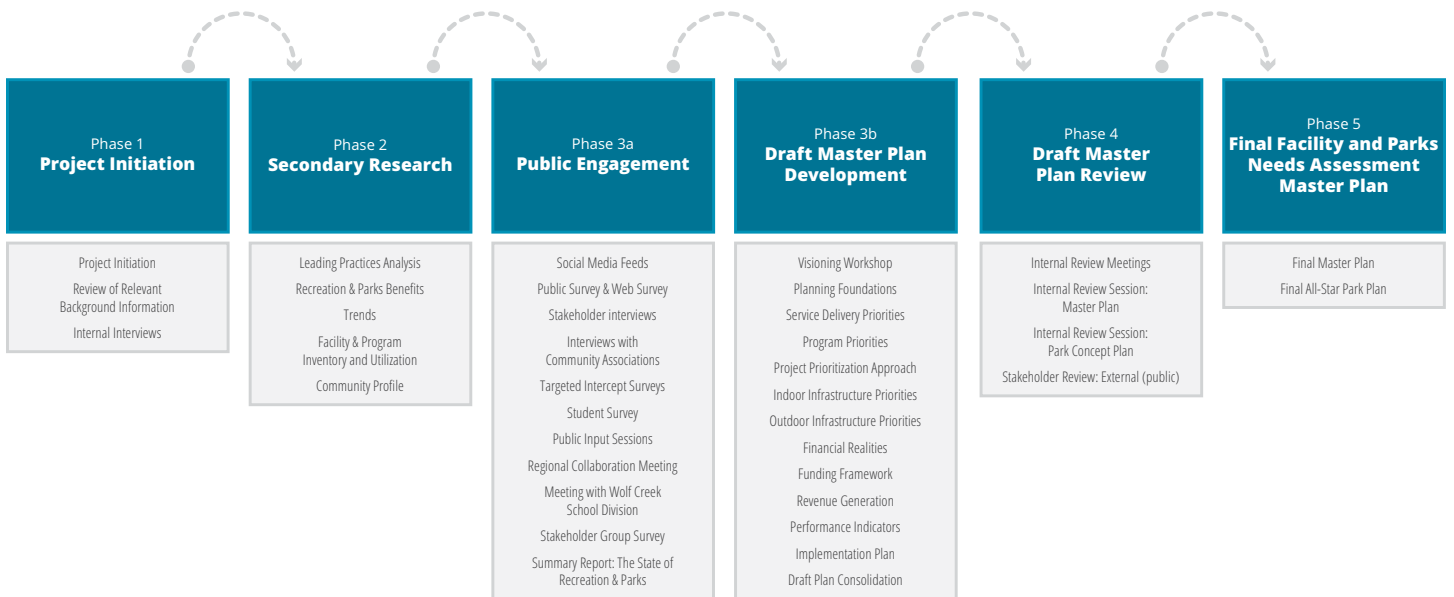 Phase 1
Project Initiation
Project Initiation
Review of Relevant
Background Information
Internal Interviews
Phase 2
Secondary Research
Leading Practices Analysis
Recreation & Parks Benefits
Trends
Facility & Program
Inventory and Utilization
Community Profile
Phase 3a
Public Engagement
Social Media Feeds
Public Survey & Web Survey
Stakeholder interviews
Interviews with
Community Associations
Targeted Intercept Surveys
Student Survey
Public Input Sessions
Regional Collaboration Meeting
Meeting with Wolf Creek
School Division
Stakeholder Group Survey
Summary Report: The State of
Recreation & Parks
Phase 3b
Draft Master Plan
Development
Visioning Workshop
Planning Foundations
Service Delivery Priorities
Program Priorities
Project Prioritization Approach
Indoor Infrastructure Priorities
Outdoor Infrastructure Priorities
Financial Realities
Funding Framework
Revenue Generation
Performance Indicators
Implementation Plan
Draft Plan Consolidation
Phase 4
Draft Master
Plan Review
Internal Review Meetings
Internal Review Session:
Master Plan
Internal Review Session:
Park Concept Plan
Stakeholder Review: External (public)
Phase 5
Final Facility and Parks
Needs Assessment
Master Plan
Final Master Plan
Final All-Star Park Plan